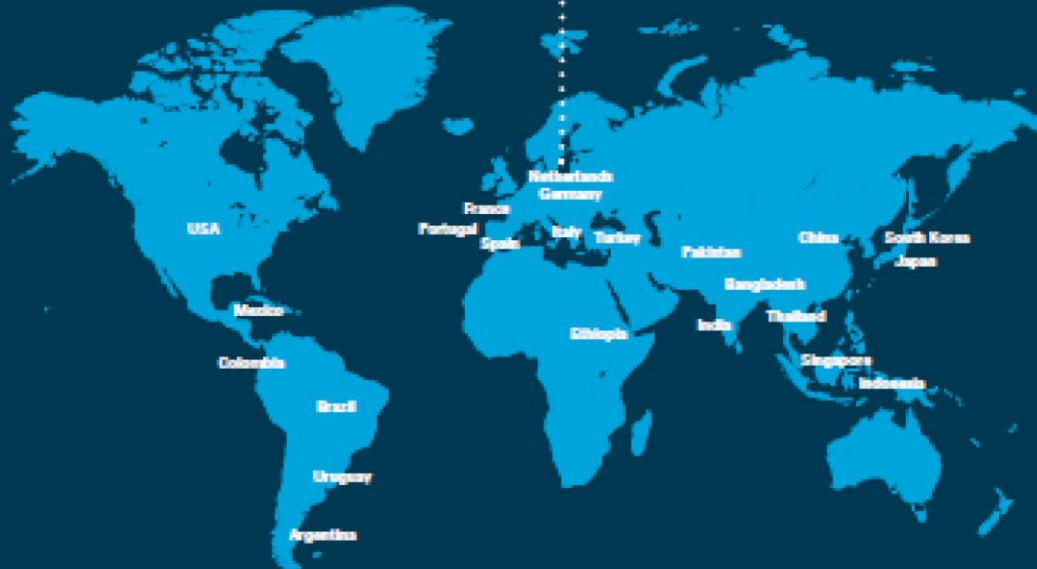 Netherlands
Germany
France
Portugal
Spain
Italy
Turkey
USA
Pakistan
China
South Korea
Japan
Bangladesh
Mexico
India
Thailand
Ethiopia
Colombia
Singapore
Indonesia
Brazil
Uruguay
Argentina